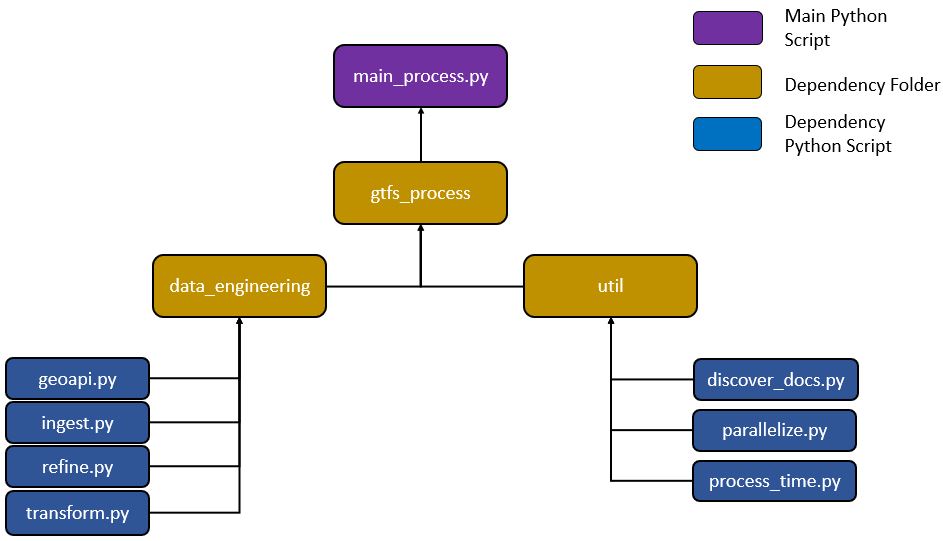 Main Python
Script
main_process.py
Dependency Folder
Dependency
Python Script
gtfs_process
data_engineering
util
geoapi.py
ingest.py
refine.py
transform.py
discover_docs.py
parallelize.py
process_time.py